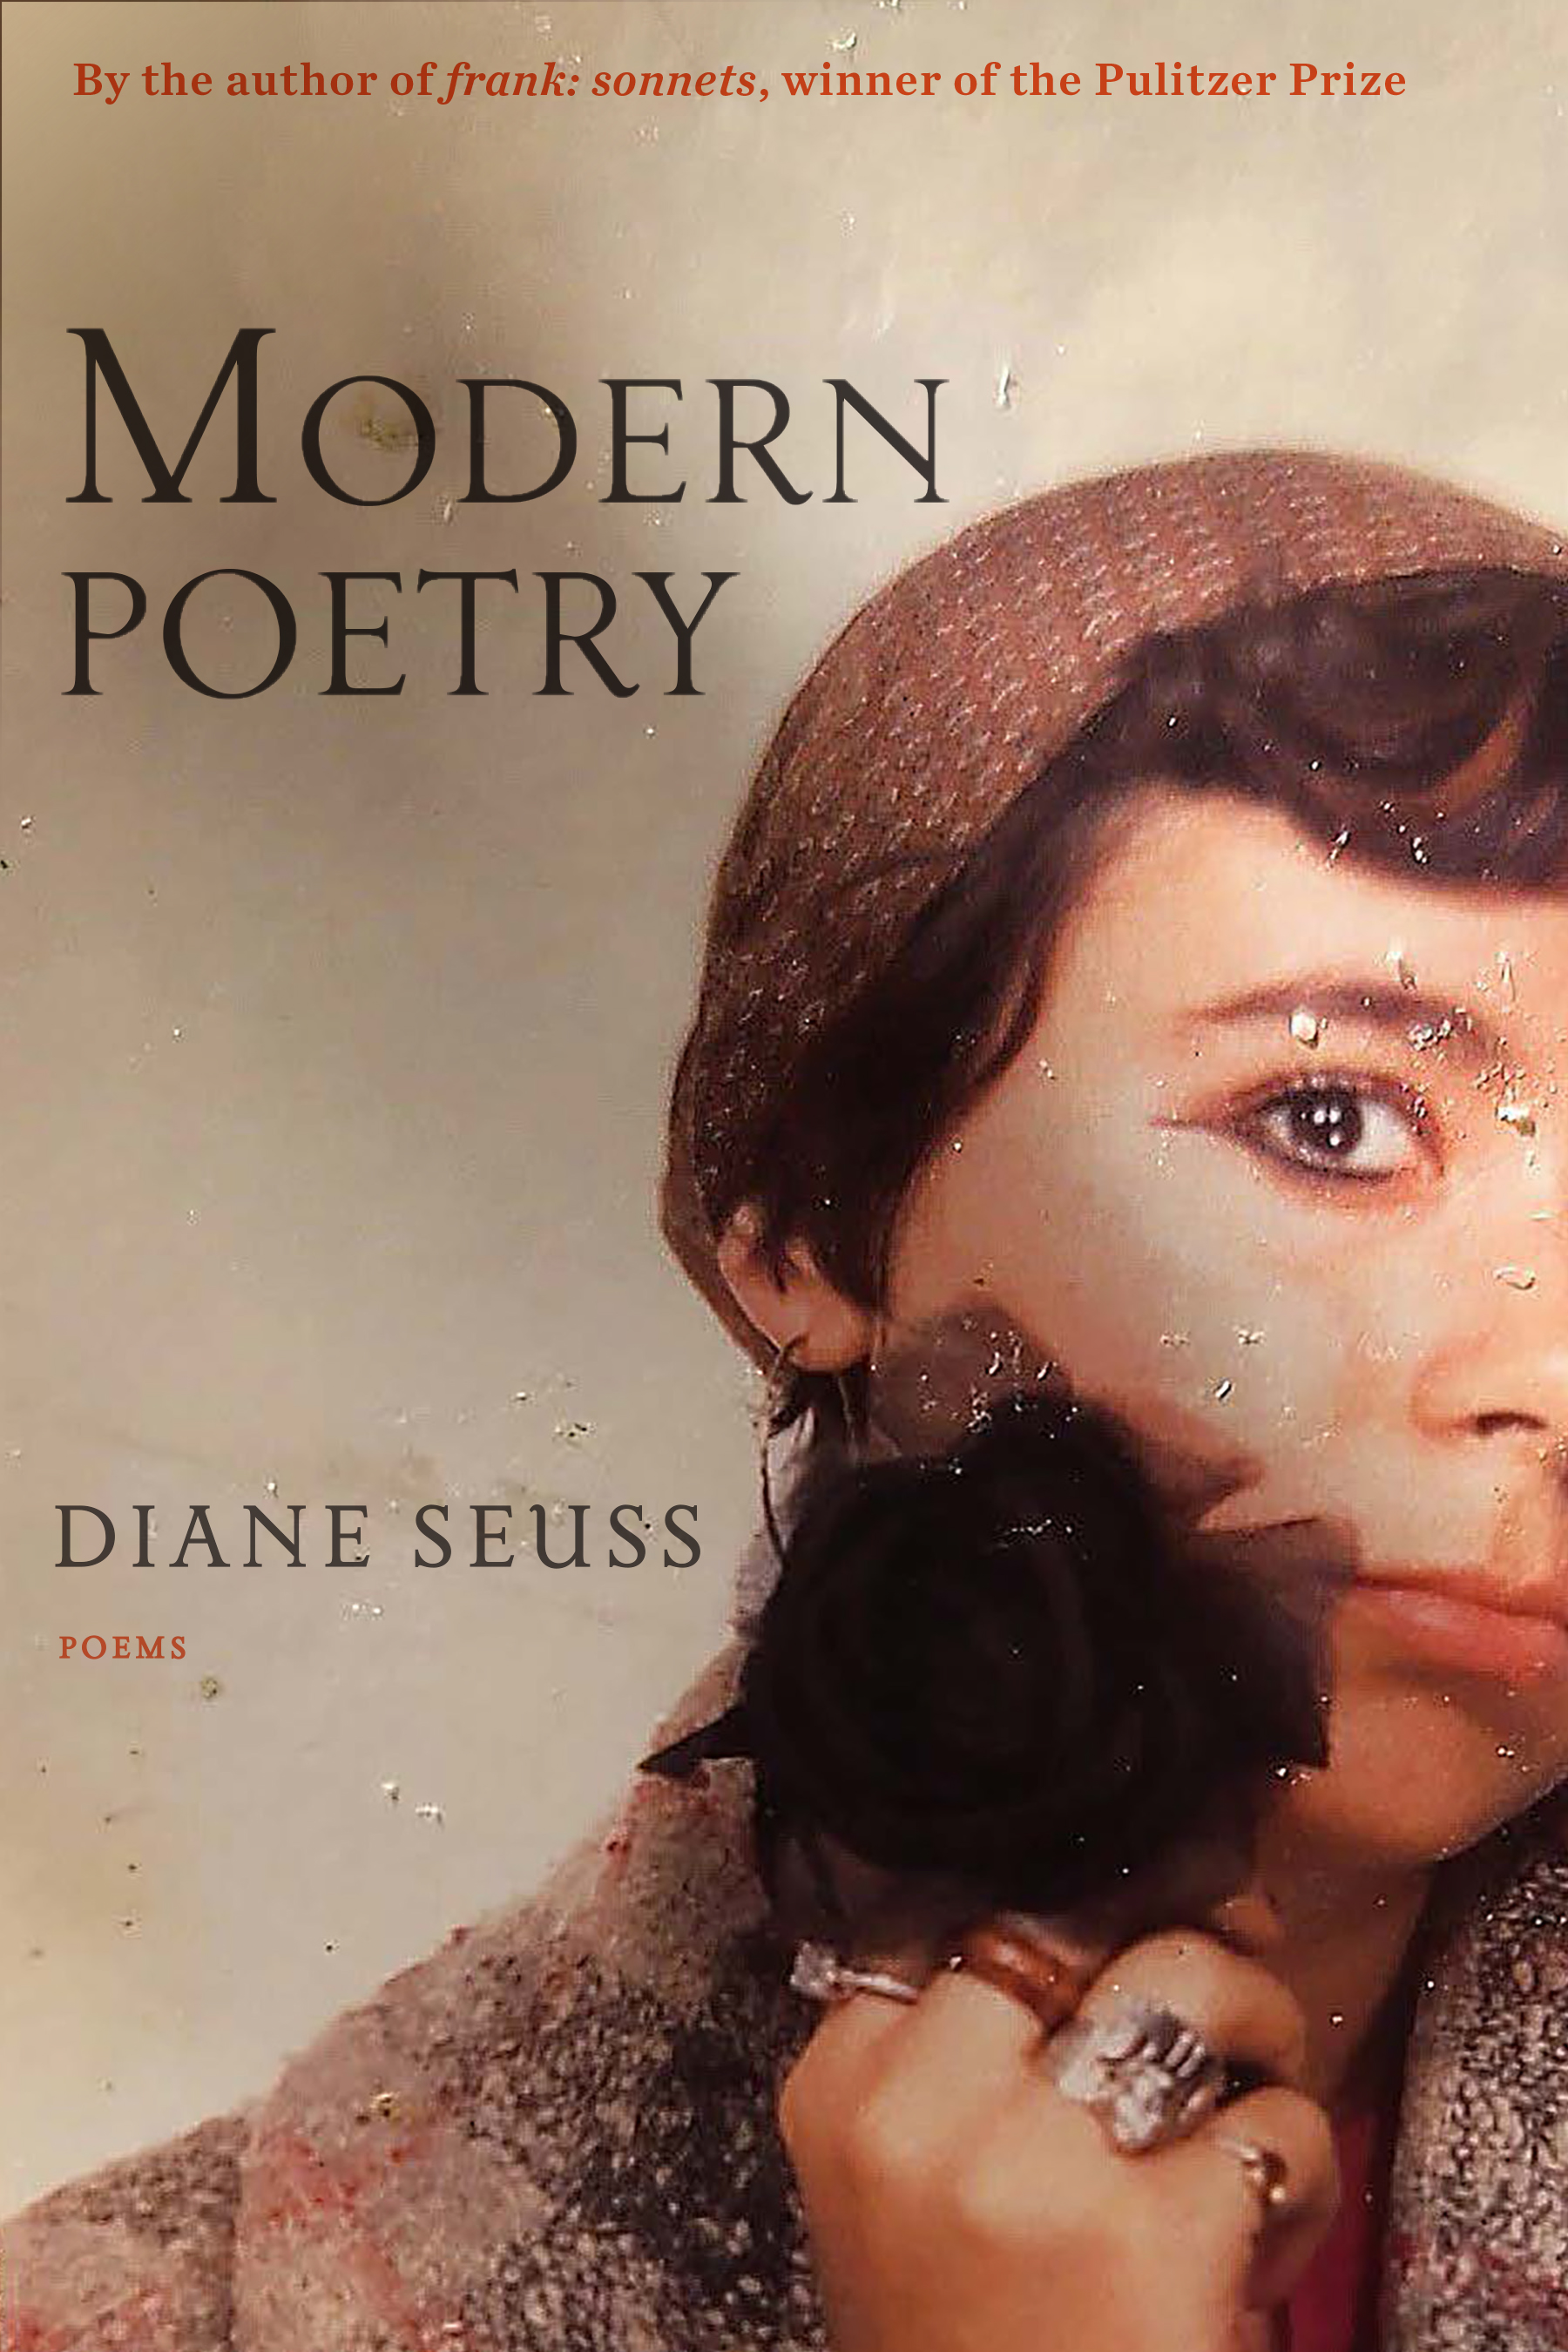 By the author of frank: sonnets, winner of the Pulitzer Prize
MODERN
POETRY
DIANE SEUSS
POEMS